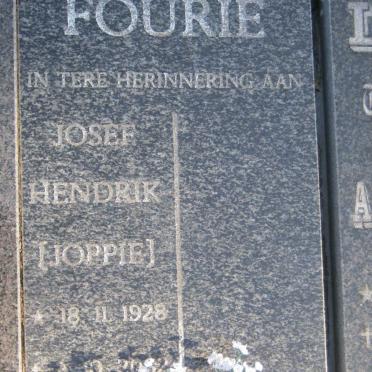 FOURIE
IN TERE HERINNERING AAN
JOSEF
HENDRIK
[JOPPIE]
* 18. 11. 1928